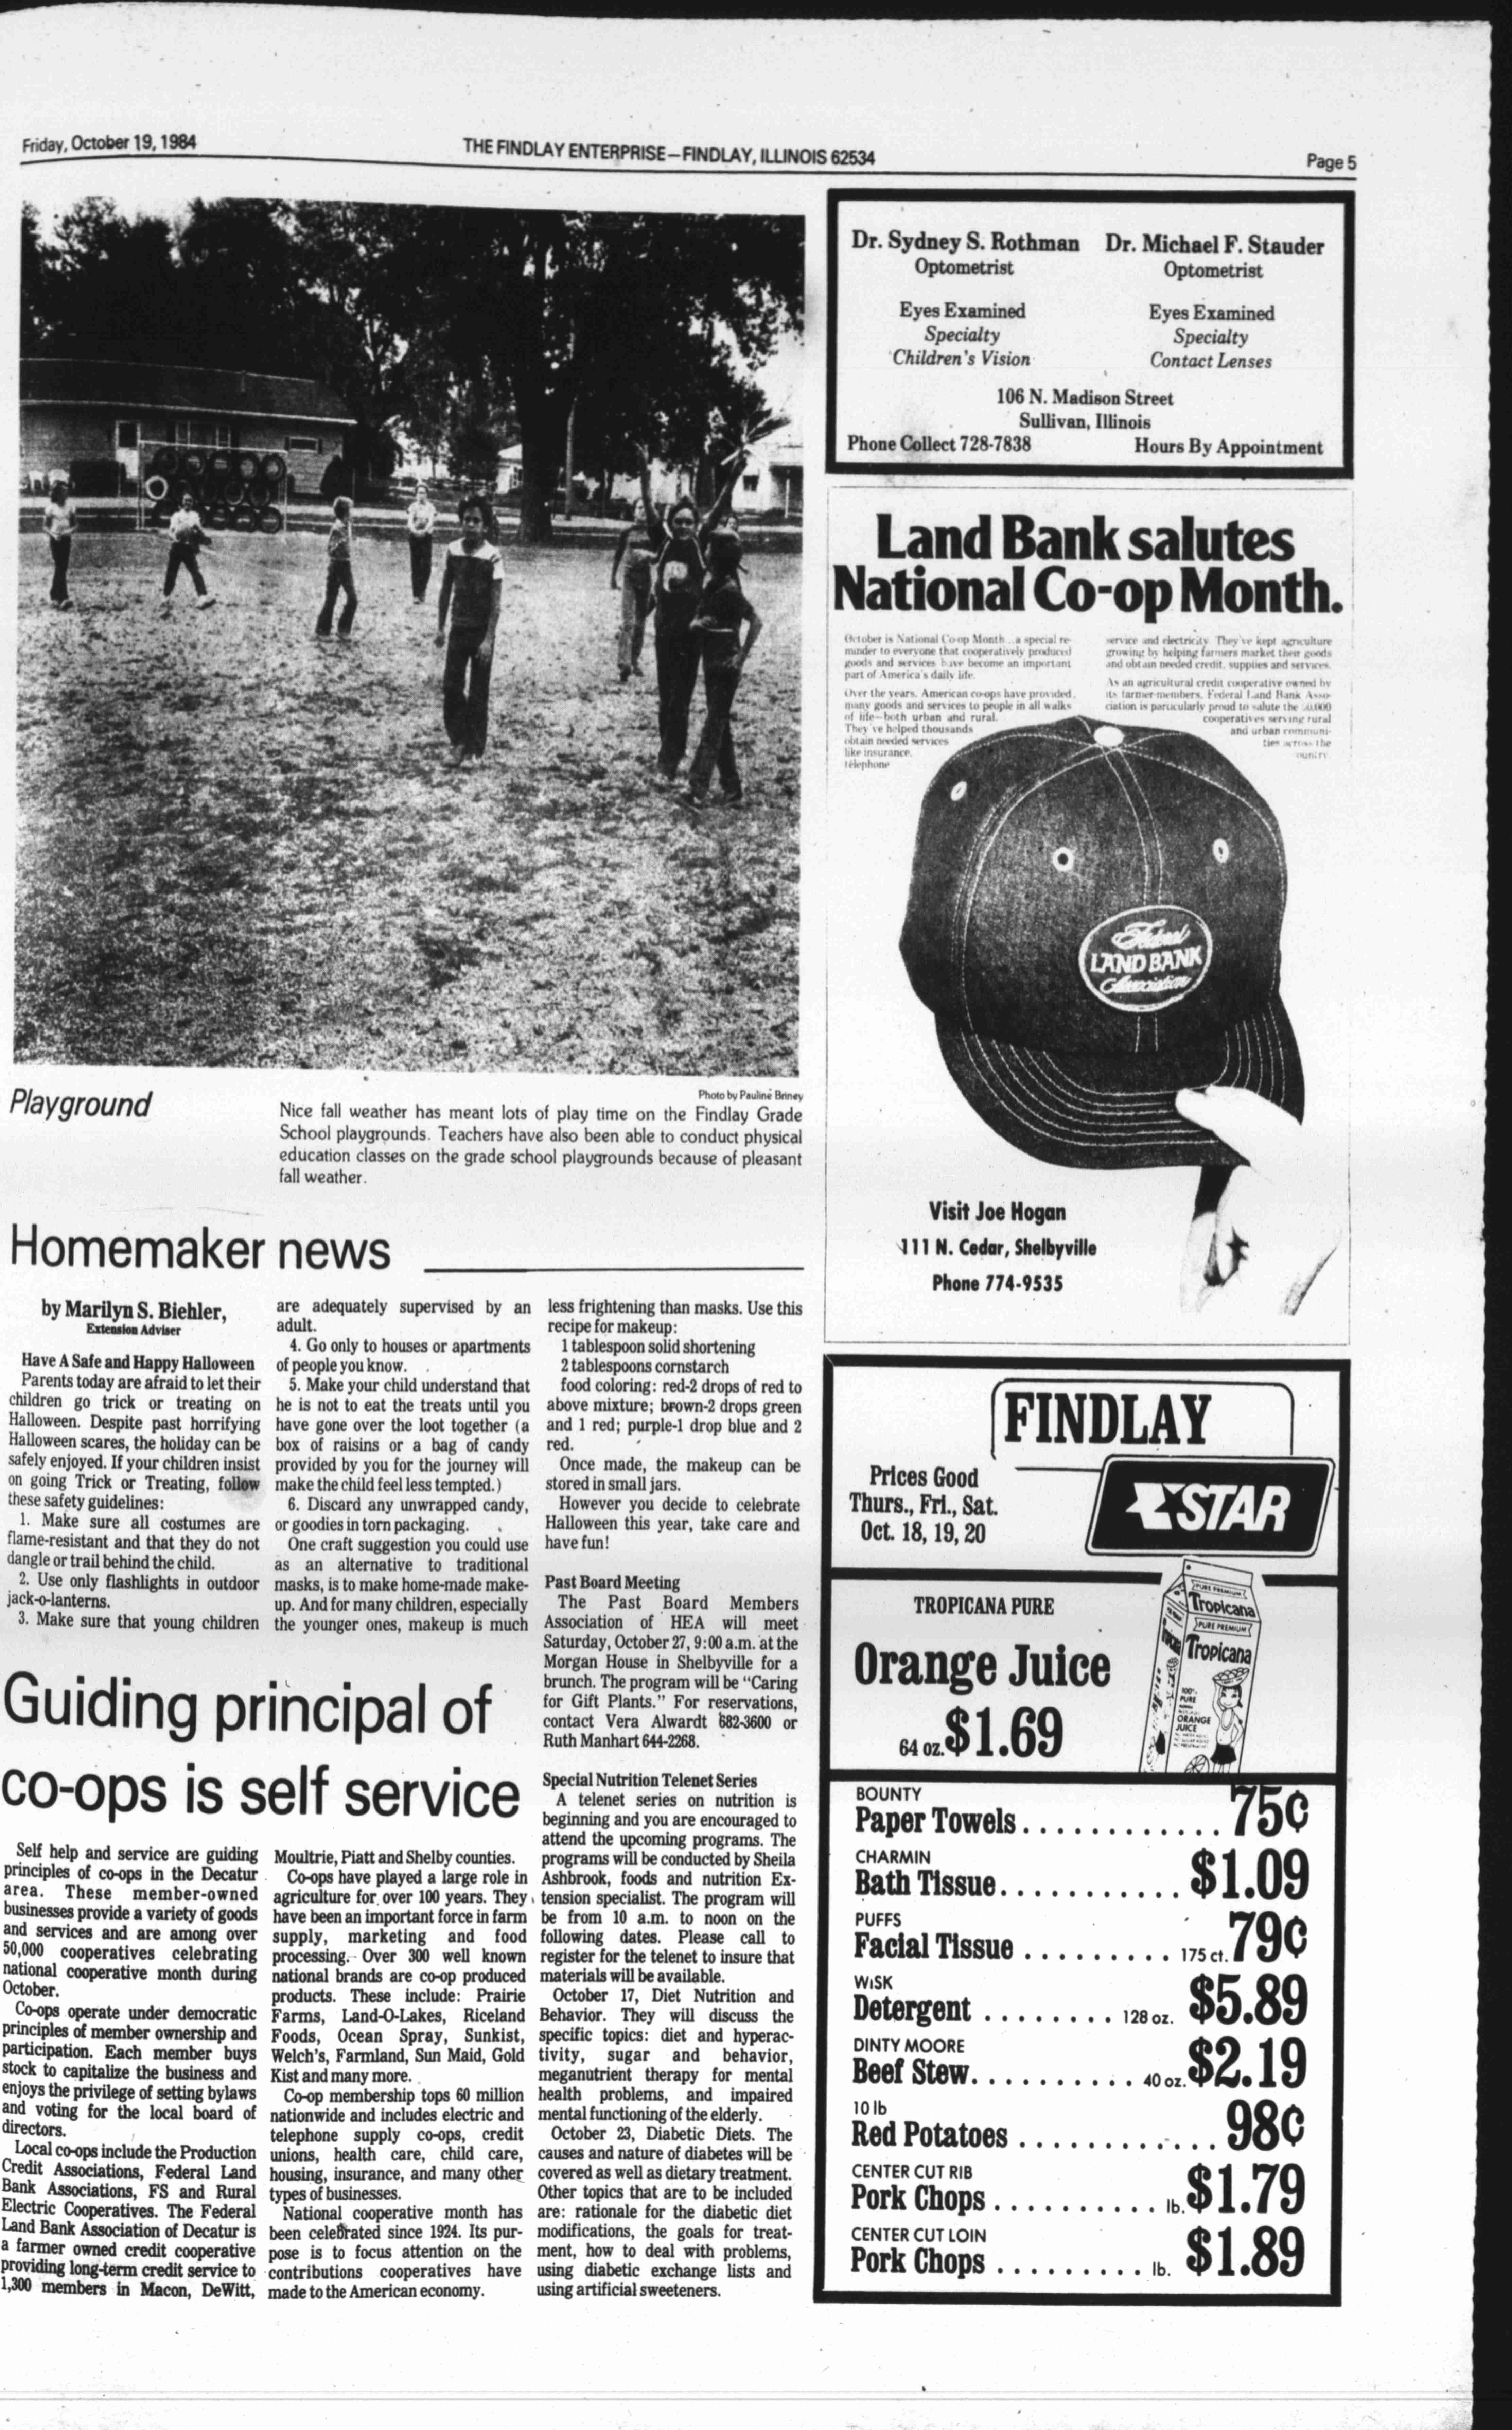 Friday, October 19, 1984
THE FINDLAY ENTERPRISE—FINDLAY, ILLINOIS 62534
Page 5
Playground
Photo by Pauline Briney
Nice fall weather has meant lots of play time on the Findlay Grade
School playgrounds. Teachers have also been able to conduct physical
education classes on the grade school playgrounds because of pleasant
fall weather.
Homemaker news
by Marilyn S. Biehler,
Extension Adviser
Have A Safe and Happy Halloween
Parents today are afraid to let their
children go trick or treating on
Halloween. Despite past horrifying
Halloween scares, the holiday can be
safely enjoyed. If your children insist
on going Trick or Treating, follow
these safety guidelines:
1. Make sure all costumes are
flame-resistant and that they do not
dangle or trail behind the child.
2. Use only flashlights in outdoor
jack-o-lanterns.
3. Make sure that young children
are adequately supervised by an
adult.
4. Go only to houses or apartments
of people you know.
5. Make your child understand that
he is not to eat the treats until you
have gone over the loot together (a
box of raisins or a bag of candy
provided by you for the journey will
make the child feel less tempted.)
6. Discard any unwrapped candy,
or goodies in torn packaging.
One craft suggestion you could use
as an alternative to traditional
masks, is to make home-made make-
up. And for many children, especially
the younger ones, makeup is much
less frightening than masks. Use this
recipe for makeup:
1 tablespoon solid shortening
2 tablespoons cornstarch
food coloring: red-2 drops of red to
above mixture; brown-2 drops green
and 1 red; purple-1 drop blue and 2
red.
Once made, the makeup can be
stored in small jars.
However you decide to celebrate
Halloween this year, take care and
have fun!
Past Board Meeting
The Past Board Members
Association of HEA will meet
Saturday, October 27, 9:00 a.m. at the
Morgan House in Shelbyville for a
brunch. The program will be "Caring
for Gift Plants." For reservations,
contact Vera Alwardt 682-3600 or
Ruth Manhart 644-2268.
Special Nutrition Telenet Series
A telenet series on nutrition is
beginning and you are encouraged to
attend the upcoming programs. The
programs will be conducted by Sheila
Ashbrook, foods and nutrition Ex-
tension specialist. The program will
be from 10 a.m. to noon on the
following dates. Please call to
register for the telenet to insure that
materials will be available.
October 17, Diet Nutrition and
Behavior. They will discuss the
specific topics: diet and hyperac-
tivity, sugar and behavior,
meganutrient therapy for mental
health problems, and impaired
mental functioning of the elderly.
October 23, Diabetic Diets. The
causes and nature of diabetes will be
covered as well as dietary treatment.
Other topics that are to be included
are: rationale for the diabetic diet
modifications, the goals for treat-
ment, how to deal with problems,
using diabetic exchange lists and
using artificial sweeteners.
Guiding principal of
co-ops is self service
Self help and service are guiding
principles of co-ops in the Decatur
area. These member-owned
businesses provide a variety of goods
and services and are among over
50,000 cooperatives celebrating
national cooperative month during
October.
Co-ops operate under democratic
principles of member ownership and
participation. Each member buys
stock to capitalize the business and
enjoys the privilege of setting bylaws
and voting for the local board of
directors.
Local co-ops include the Production
Credit Associations, Federal Land
Bank Associations, FS and Rural
Electric Cooperatives. The Federal
Land Bank Association of Decatur is
a farmer owned credit cooperative
providing long-term credit service to
1,300 members in Macon, DeWitt,
Moultrie, Piatt and Shelby counties.
Co-ops have played a large role in
agriculture for over 100 years. They
have been an important force in farm
supply, marketing and food
processing. Over 300 well known
national brands are co-op produced
products. These include: Prairie
Farms, Land-O-Lakes, Riceland
Foods, Ocean Spray, Sunkist,
Welch's, Farmland, Sun Maid, Gold
Kist and many more.
Co-op membership tops 60 million
nationwide and includes electric and
telephone supply co-ops, credit
unions, health care, child care,
housing, insurance, and many other
types of businesses.
National cooperative month has
been celebrated since 1924. Its pur-
pose is to focus attention on the
contributions cooperatives have
made to the American economy.
Dr. Sydney S. Rothman
Optometrist
Eyes Examined
Specialty
Children's Vision
Dr. Michael F. Stauder
Optometrist
Eyes Examined
Specialty
Contact Lenses
106 N. Madison Street
Sullivan, Illinois
Phone Collect 728-7838
Hours By Appointment
Land Bank salutes
National Co-op Month.
October is National Co-op Month...a special re-
minder to everyone that cooperatively produced
goods and services have become an important
part of America's daily life.
Over the years, American co-ops have provided
many goods and services to people in all walks
of life—both urban and rural.
They've helped thousands
obtain needed services
like insurance,
telephone
service and electricity. They've kept agriculture
growing by helping farmers market their goods
and obtain needed credit, supplies and services.
As an agricultural credit cooperative owned by
its farmer-members, Federal Land Bank Asso-
ciation is particularly proud to salute the 50,000
cooperatives serving rural
and urban communi-
ties across the
country.
Federal
LAND BANK
Association
Visit Joe Hogan
111 N. Cedar, Shelbyville
Phone 774-9535
FINDLAY
STAR
Prices Good
Thurs., Fri., Sat.
Oct. 18, 19, 20
TROPICANA PURE
Orange Juice
64 oz. $1.69
PURE PREMIUM
Tropicana
PURE PREMIUM
Tropicana
100%
PURE
ORANGE
JUICE
BOUNTY
Paper Towels............ 75¢
CHARMIN
Bath Tissue........... $1.09
PUFFS
Facial Tissue ......... 175 ct. 79¢
WISK
Detergent ........ 128 oz. $5.89
DINTY MOORE
Beef Stew.......... 40 oz. $2.19
10 lb
Red Potatoes ............ 98¢
CENTER CUT RIB
Pork Chops .......... lb. $1.79
CENTER CUT LOIN
Pork Chops ......... lb. $1.89